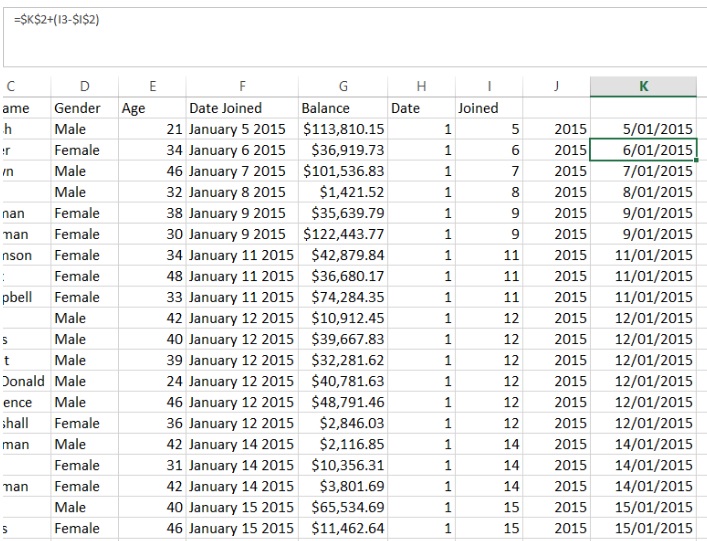 =$K$2+(I3-$I$2)
C D E F G H I J K
ame Gender Age Date Joined Balance Date Joined
h Male 21 January 5 2015 $113,810.15 1 5 2015 5/01/2015
er Female 34 January 6 2015 $36,919.73 1 6 2015 6/01/2015
vn Male 46 January 7 2015 $101,536.83 1 7 2015 7/01/2015
Male 32 January 8 2015 $1,421.52 1 8 2015 8/01/2015
nan Female 38 January 9 2015 $35,639.79 1 9 2015 9/01/2015
man Female 30 January 9 2015 $122,443.77 1 9 2015 9/01/2015
nson Female 34 January 11 2015 $42,879.84 1 11 2015 11/01/2015
Female 48 January 11 2015 $36,680.17 1 11 2015 11/01/2015
pbell Female 33 January 11 2015 $74,284.35 1 11 2015 11/01/2015
Male 42 January 12 2015 $10,912.45 1 12 2015 12/01/2015
s Male 40 January 12 2015 $39,667.83 1 12 2015 12/01/2015
t Male 39 January 12 2015 $32,281.62 1 12 2015 12/01/2015
Donald Male 24 January 12 2015 $40,781.63 1 12 2015 12/01/2015
ence Male 46 January 12 2015 $48,791.46 1 12 2015 12/01/2015
shall Female 36 January 12 2015 $2,846.03 1 12 2015 12/01/2015
man Male 42 January 14 2015 $2,116.85 1 14 2015 14/01/2015
Female 31 January 14 2015 $10,356.31 1 14 2015 14/01/2015
man Female 42 January 14 2015 $3,801.69 1 14 2015 14/01/2015
Male 40 January 15 2015 $65,534.69 1 15 2015 15/01/2015
s Female 46 January 15 2015 $11,462.64 1 15 2015 15/01/2015